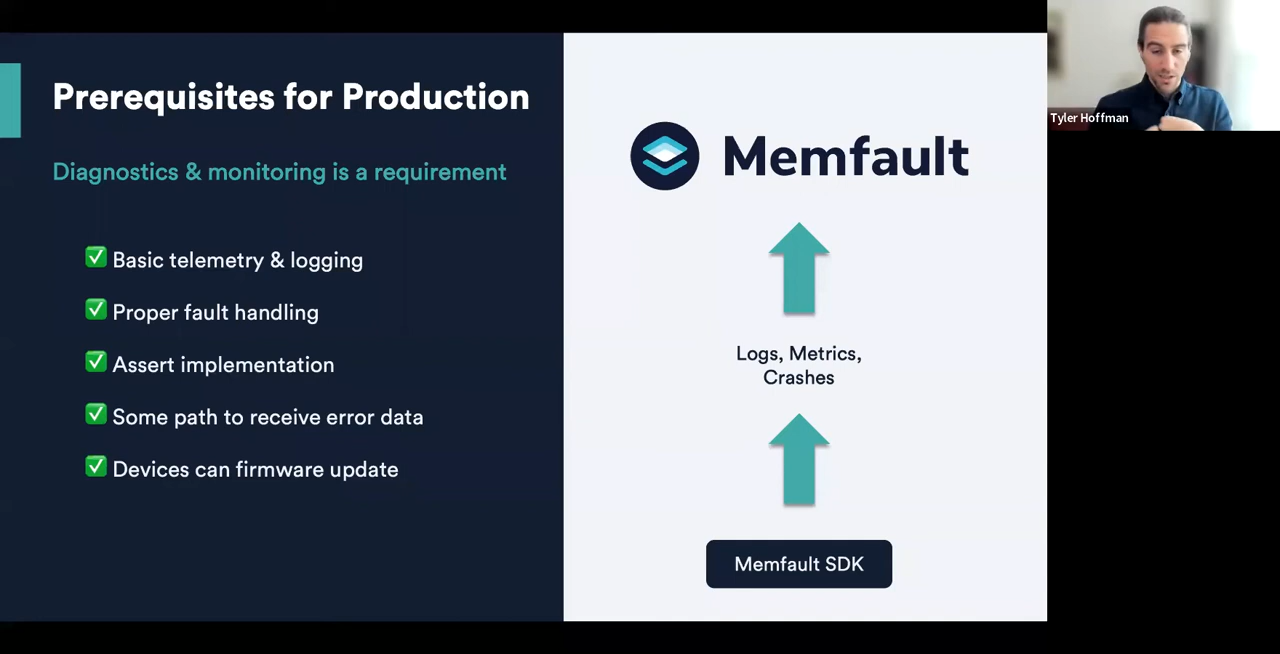 Prerequisites for Production
Diagnostics & monitoring is a requirement
✅ Basic telemetry & logging
✅ Proper fault handling
✅ Assert implementation
✅ Some path to receive error data
✅ Devices can firmware update
Memfault
Logs, Metrics,
Crashes
Memfault SDK
Tyler Hoffman